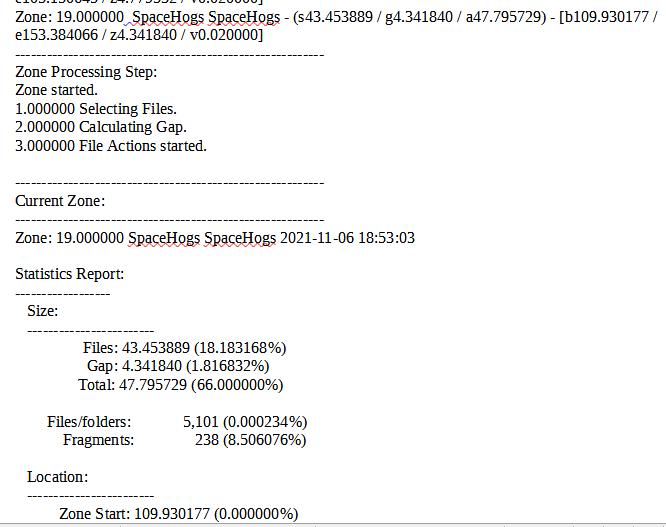 Zone: 19.000000 SpaceHogs SpaceHogs - (s43.453889 / g4.341840 / a47.795729) - [b109.930177 /
e153.384066 / z4.341840 / v0.020000]
-----------------------------------------------------------
Zone Processing Step:
Zone started.
1.000000 Selecting Files.
2.000000 Calculating Gap.
3.000000 File Actions started.
-----------------------------------------------------------
Current Zone:
-----------------------------------------------------------
Zone: 19.000000 SpaceHogs SpaceHogs 2021-11-06 18:53:03
Statistics Report:
------------------
Size:
------------------------
Files: 43.453889 (18.183168%)
Gap: 4.341840 (1.816832%)
Total: 47.795729 (66.000000%)
Files/folders: 5,101 (0.000234%)
Fragments: 238 (8.506076%)
Location:
------------------------
Zone Start: 109.930177 (0.000000%)